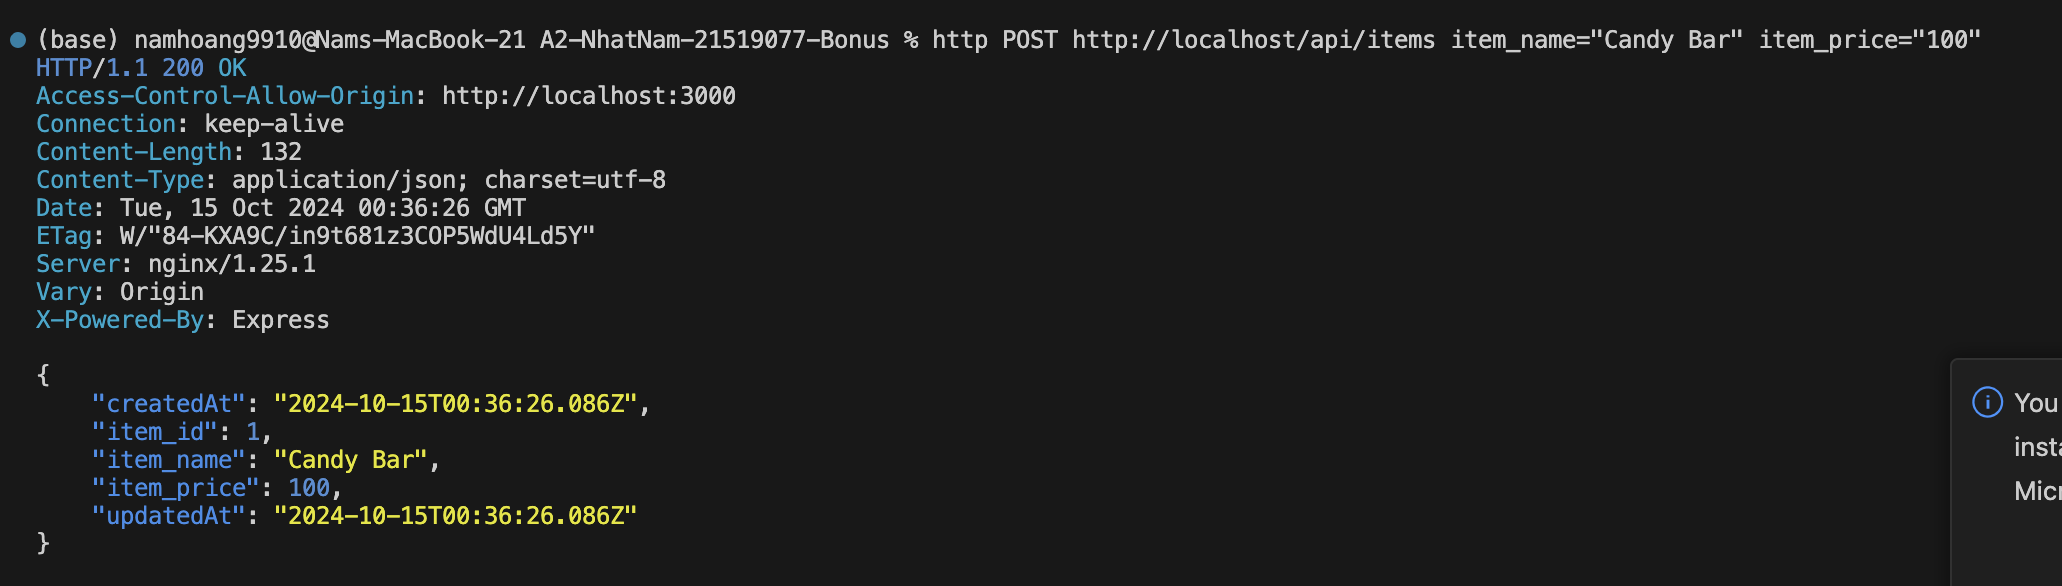 (base) namhoang9910@Nams-MacBook-21 A2-NhatNam-21519077-Bonus % http POST http://localhost/api/items item_name="Candy Bar" item_price="100"
HTTP/1.1 200 OK
Access-Control-Allow-Origin: http://localhost:3000
Connection: keep-alive
Content-Length: 132
Content-Type: application/json; charset=utf-8
Date: Tue, 15 Oct 2024 00:36:26 GMT
ETag: W/"84-KXA9C/in9t681z3COP5WdU4Ld5Y"
Server: nginx/1.25.1
Vary: Origin
X-Powered-By: Express
{
    "createdAt": "2024-10-15T00:36:26.086Z",
    "item_id": 1,
    "item_name": "Candy Bar",
    "item_price": 100,
    "updatedAt": "2024-10-15T00:36:26.086Z"
}
You